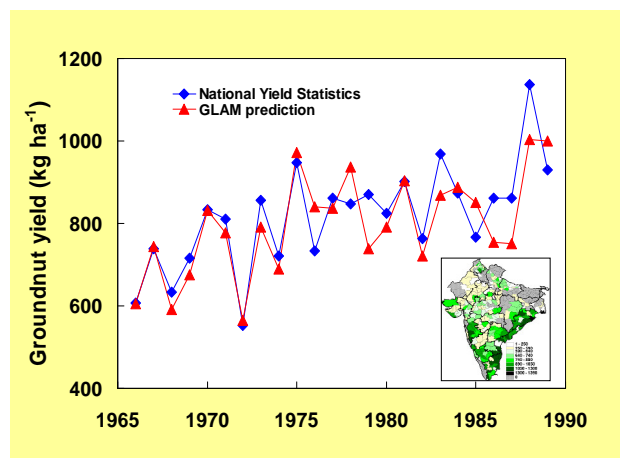 Groundnut yield (kg ha⁻¹)
1200
1000
800
600
400
National Yield Statistics
GLAM prediction
1965 1970 1975 1980 1985 1990